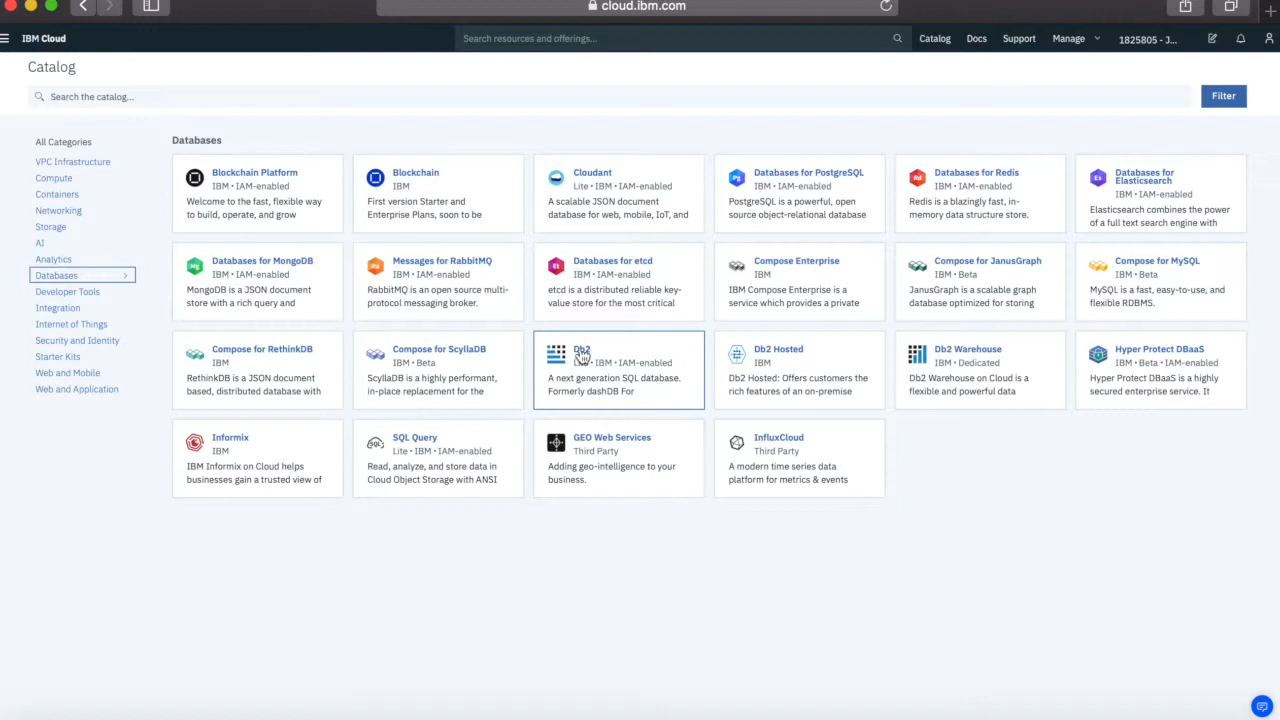 cloud.ibm.com
IBM Cloud
Search resources and offerings...
Catalog
Docs
Support
Manage
1825805 - J...
Catalog
Search the catalog...
Filter
All Categories
VPC Infrastructure
Compute
Containers
Networking
Storage
AI
Analytics
Databases
Developer Tools
Integration
Internet of Things
Security and Identity
Starter Kits
Web and Mobile
Web and Application
Databases
Blockchain Platform
IBM • IAM-enabled
Welcome to the fast, flexible way
to build, operate, and grow
Blockchain
IBM
First version Starter and
Enterprise Plans, soon to be
Cloudant
Lite • IBM • IAM-enabled
A scalable JSON document
database for web, mobile, IoT, and
Databases for PostgreSQL
IBM • IAM-enabled
PostgreSQL is a powerful, open
source object-relational database
Databases for Redis
IBM • IAM-enabled
Redis is a blazingly fast, in-
memory data structure store.
Databases for
Elasticsearch
IBM • IAM-enabled
Elasticsearch combines the power
of a full text search engine with
Databases for MongoDB
IBM • IAM-enabled
MongoDB is a JSON document
store with a rich query and
Messages for RabbitMQ
IBM • IAM-enabled
RabbitMQ is an open source multi-
protocol messaging broker.
Databases for etcd
IBM • IAM-enabled
etcd is a distributed reliable key-
value store for the most critical
Compose Enterprise
IBM
IBM Compose Enterprise is a
service which provides a private
Compose for JanusGraph
IBM • Beta
JanusGraph is a scalable graph
database optimized for storing
Compose for MySQL
IBM • Beta
MySQL is a fast, easy-to-use, and
flexible RDBMS.
Compose for RethinkDB
IBM
RethinkDB is a JSON document
based, distributed database with
Compose for ScyllaDB
IBM • Beta
ScyllaDB is a highly performant,
in-place replacement for the
Db2
• IBM • IAM-enabled
A next generation SQL database.
Formerly dashDB For
Db2 Hosted
IBM
Db2 Hosted: Offers customers the
rich features of an on-premise
Db2 Warehouse
IBM • Dedicated
Db2 Warehouse on Cloud is a
flexible and powerful data
Hyper Protect DBaaS
IBM • Beta • IAM-enabled
Hyper Protect DBaaS is a highly
secured enterprise service. It
Informix
IBM
IBM Informix on Cloud helps
businesses gain a trusted view of
SQL Query
Lite • IBM • IAM-enabled
Read, analyze, and store data in
Cloud Object Storage with ANSI
GEO Web Services
Third Party
Adding geo-intelligence to your
business.
InfluxCloud
Third Party
A modern time series data
platform for metrics & events